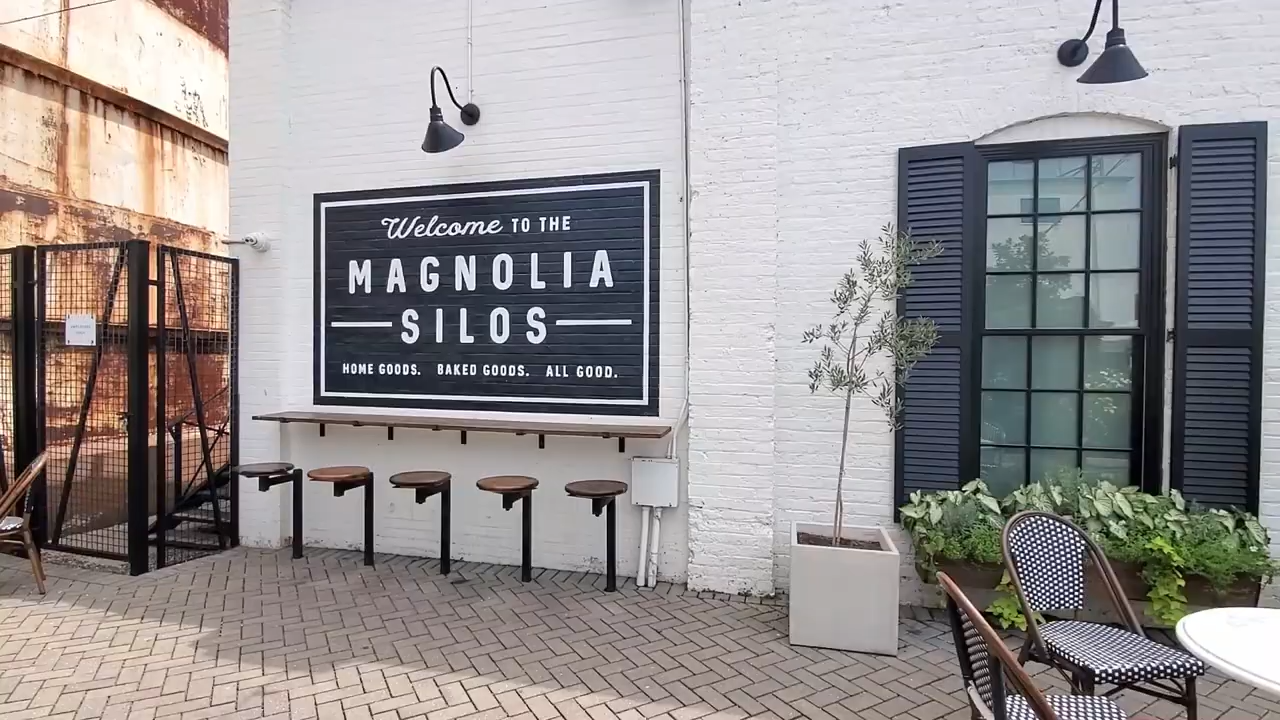 Welcome TO THE
MAGNOLIA
SILOS
HOME GOODS. BAKED GOODS. ALL GOOD.